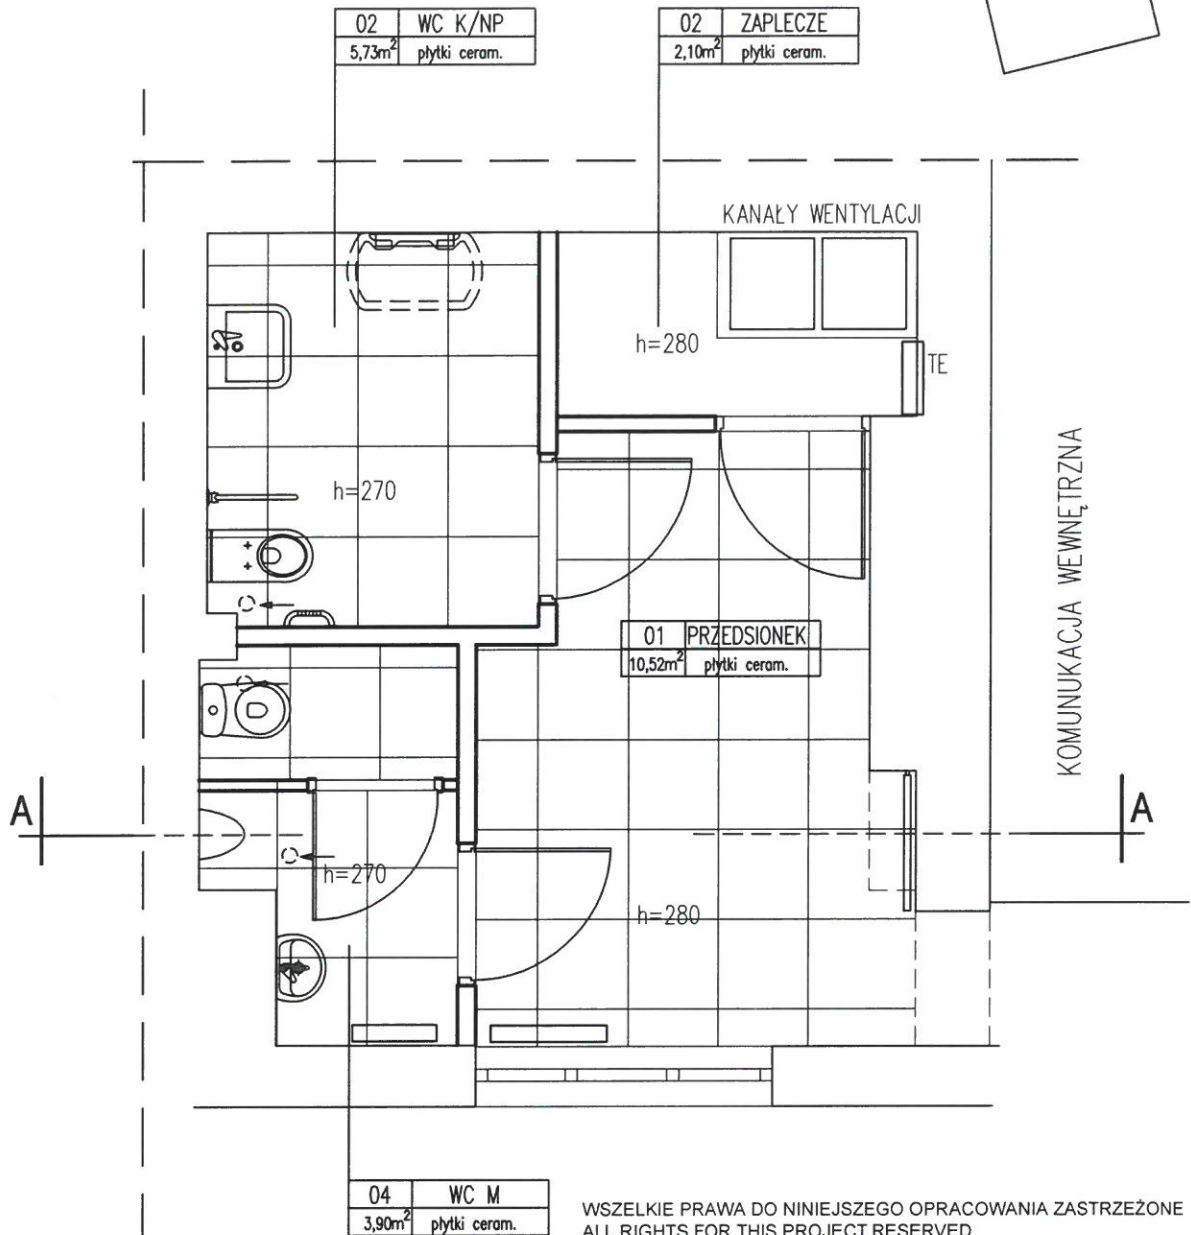 02 WC K/NP
5,73m² płytki ceram.
02 ZAPLECZE
2,10m² płytki ceram.
KANAŁY WENTYLACJI
h=280
TE
h=270
KOMUNUKACJA WEWNĘTRZNA
01 PRZEDSIONEK
10,52m² płytki ceram.
A
A
h=270
h=280
04 WC M
3,90m² płytki ceram.
WSZELKIE PRAWA DO NINIEJSZEGO OPRACOWANIA ZASTRZEŻONE
ALL RIGHTS FOR THIS PROJECT RESERVED